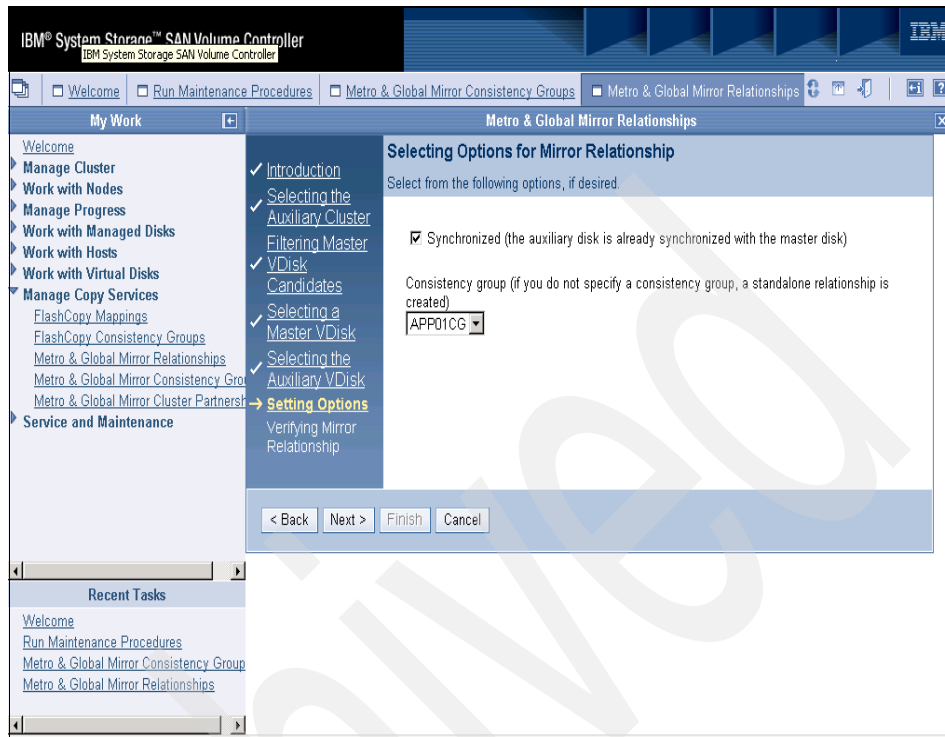 IBM® System Storage™ SAN Volume Controller
IBM System Storage SAN Volume Controller
IBM
Welcome
Run Maintenance Procedures
Metro & Global Mirror Consistency Groups
Metro & Global Mirror Relationships
?
My Work
Metro & Global Mirror Relationships
Welcome
Manage Cluster
Work with Nodes
Manage Progress
Work with Managed Disks
Work with Hosts
Work with Virtual Disks
Manage Copy Services
FlashCopy Mappings
FlashCopy Consistency Groups
Metro & Global Mirror Relationships
Metro & Global Mirror Consistency Gro
Metro & Global Mirror Cluster Partnersh
Service and Maintenance
Introduction
Selecting the
Auxiliary Cluster
Filtering Master
VDisk
Candidates
Selecting a
Master VDisk
Selecting the
Auxiliary VDisk
Setting Options
Verifying Mirror
Relationship
Selecting Options for Mirror Relationship
Select from the following options, if desired.
Synchronized (the auxiliary disk is already synchronized with the master disk)
Consistency group (if you do not specify a consistency group, a standalone relationship is
created)
APP01CG
< Back
Next >
Finish
Cancel
Recent Tasks
Welcome
Run Maintenance Procedures
Metro & Global Mirror Consistency Group
Metro & Global Mirror Relationships
hived